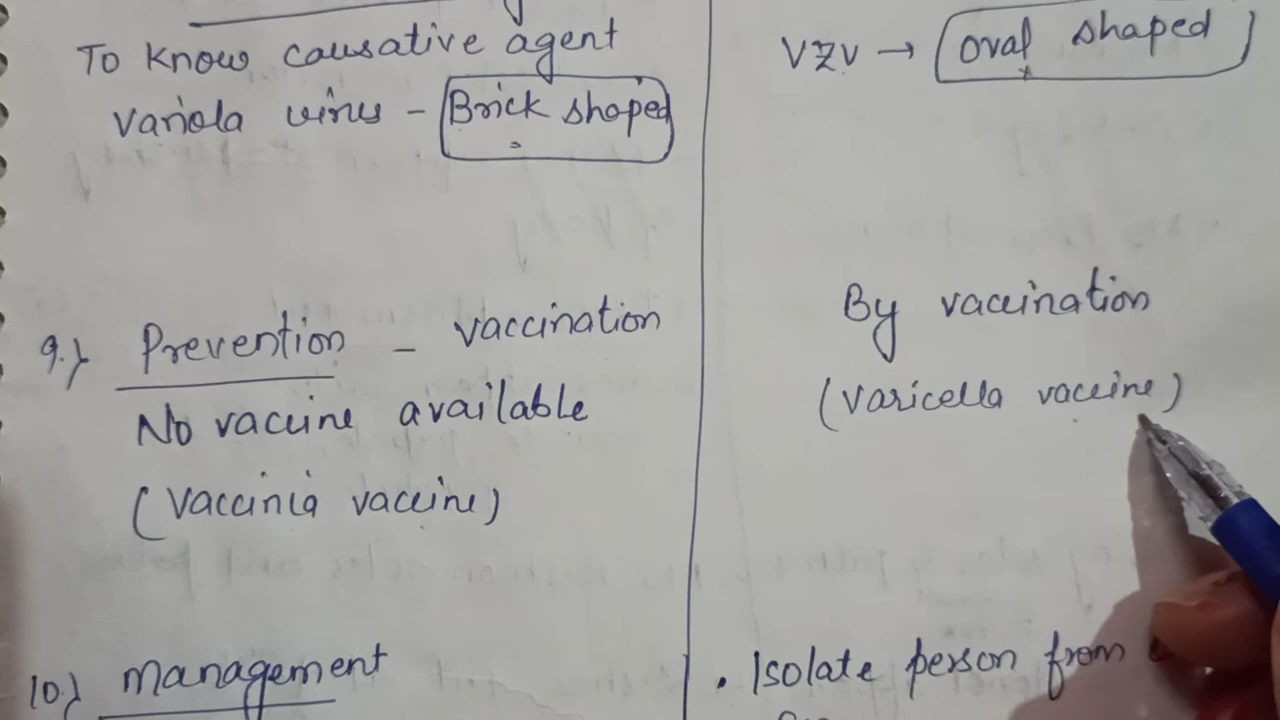 To know causative agent
Variola virus - Brick shaped
9.) Prevention - vaccination
No vaccine available
(Vaccinia vaccine)
10.) Management
VZV → Oval shaped
By vaccination
(Varicella vaccine)
. Isolate person from